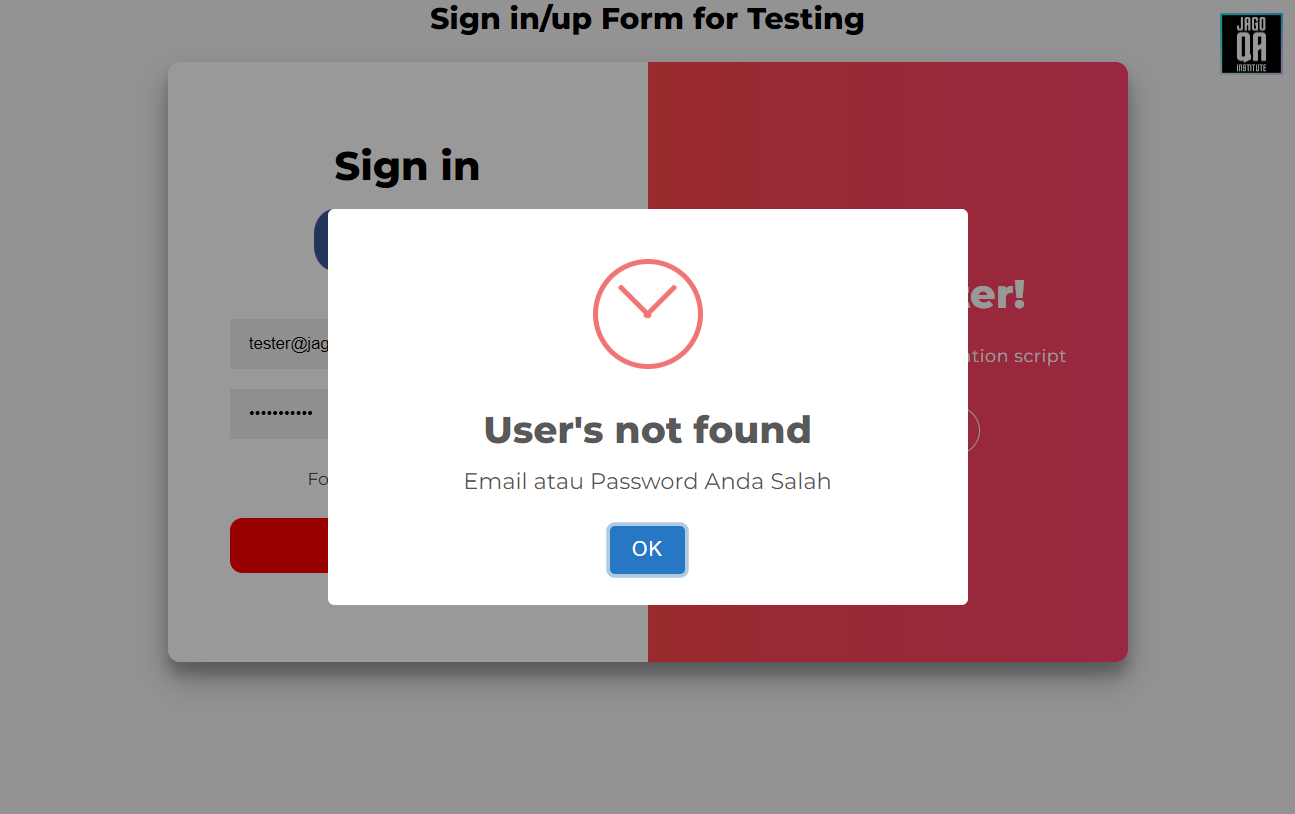 Sign in/up Form for Testing
JAGO
QA
INSTITUTE
Sign in
tester@jag
User's not found
Email atau Password Anda Salah
OK
er!
ation script
Fo